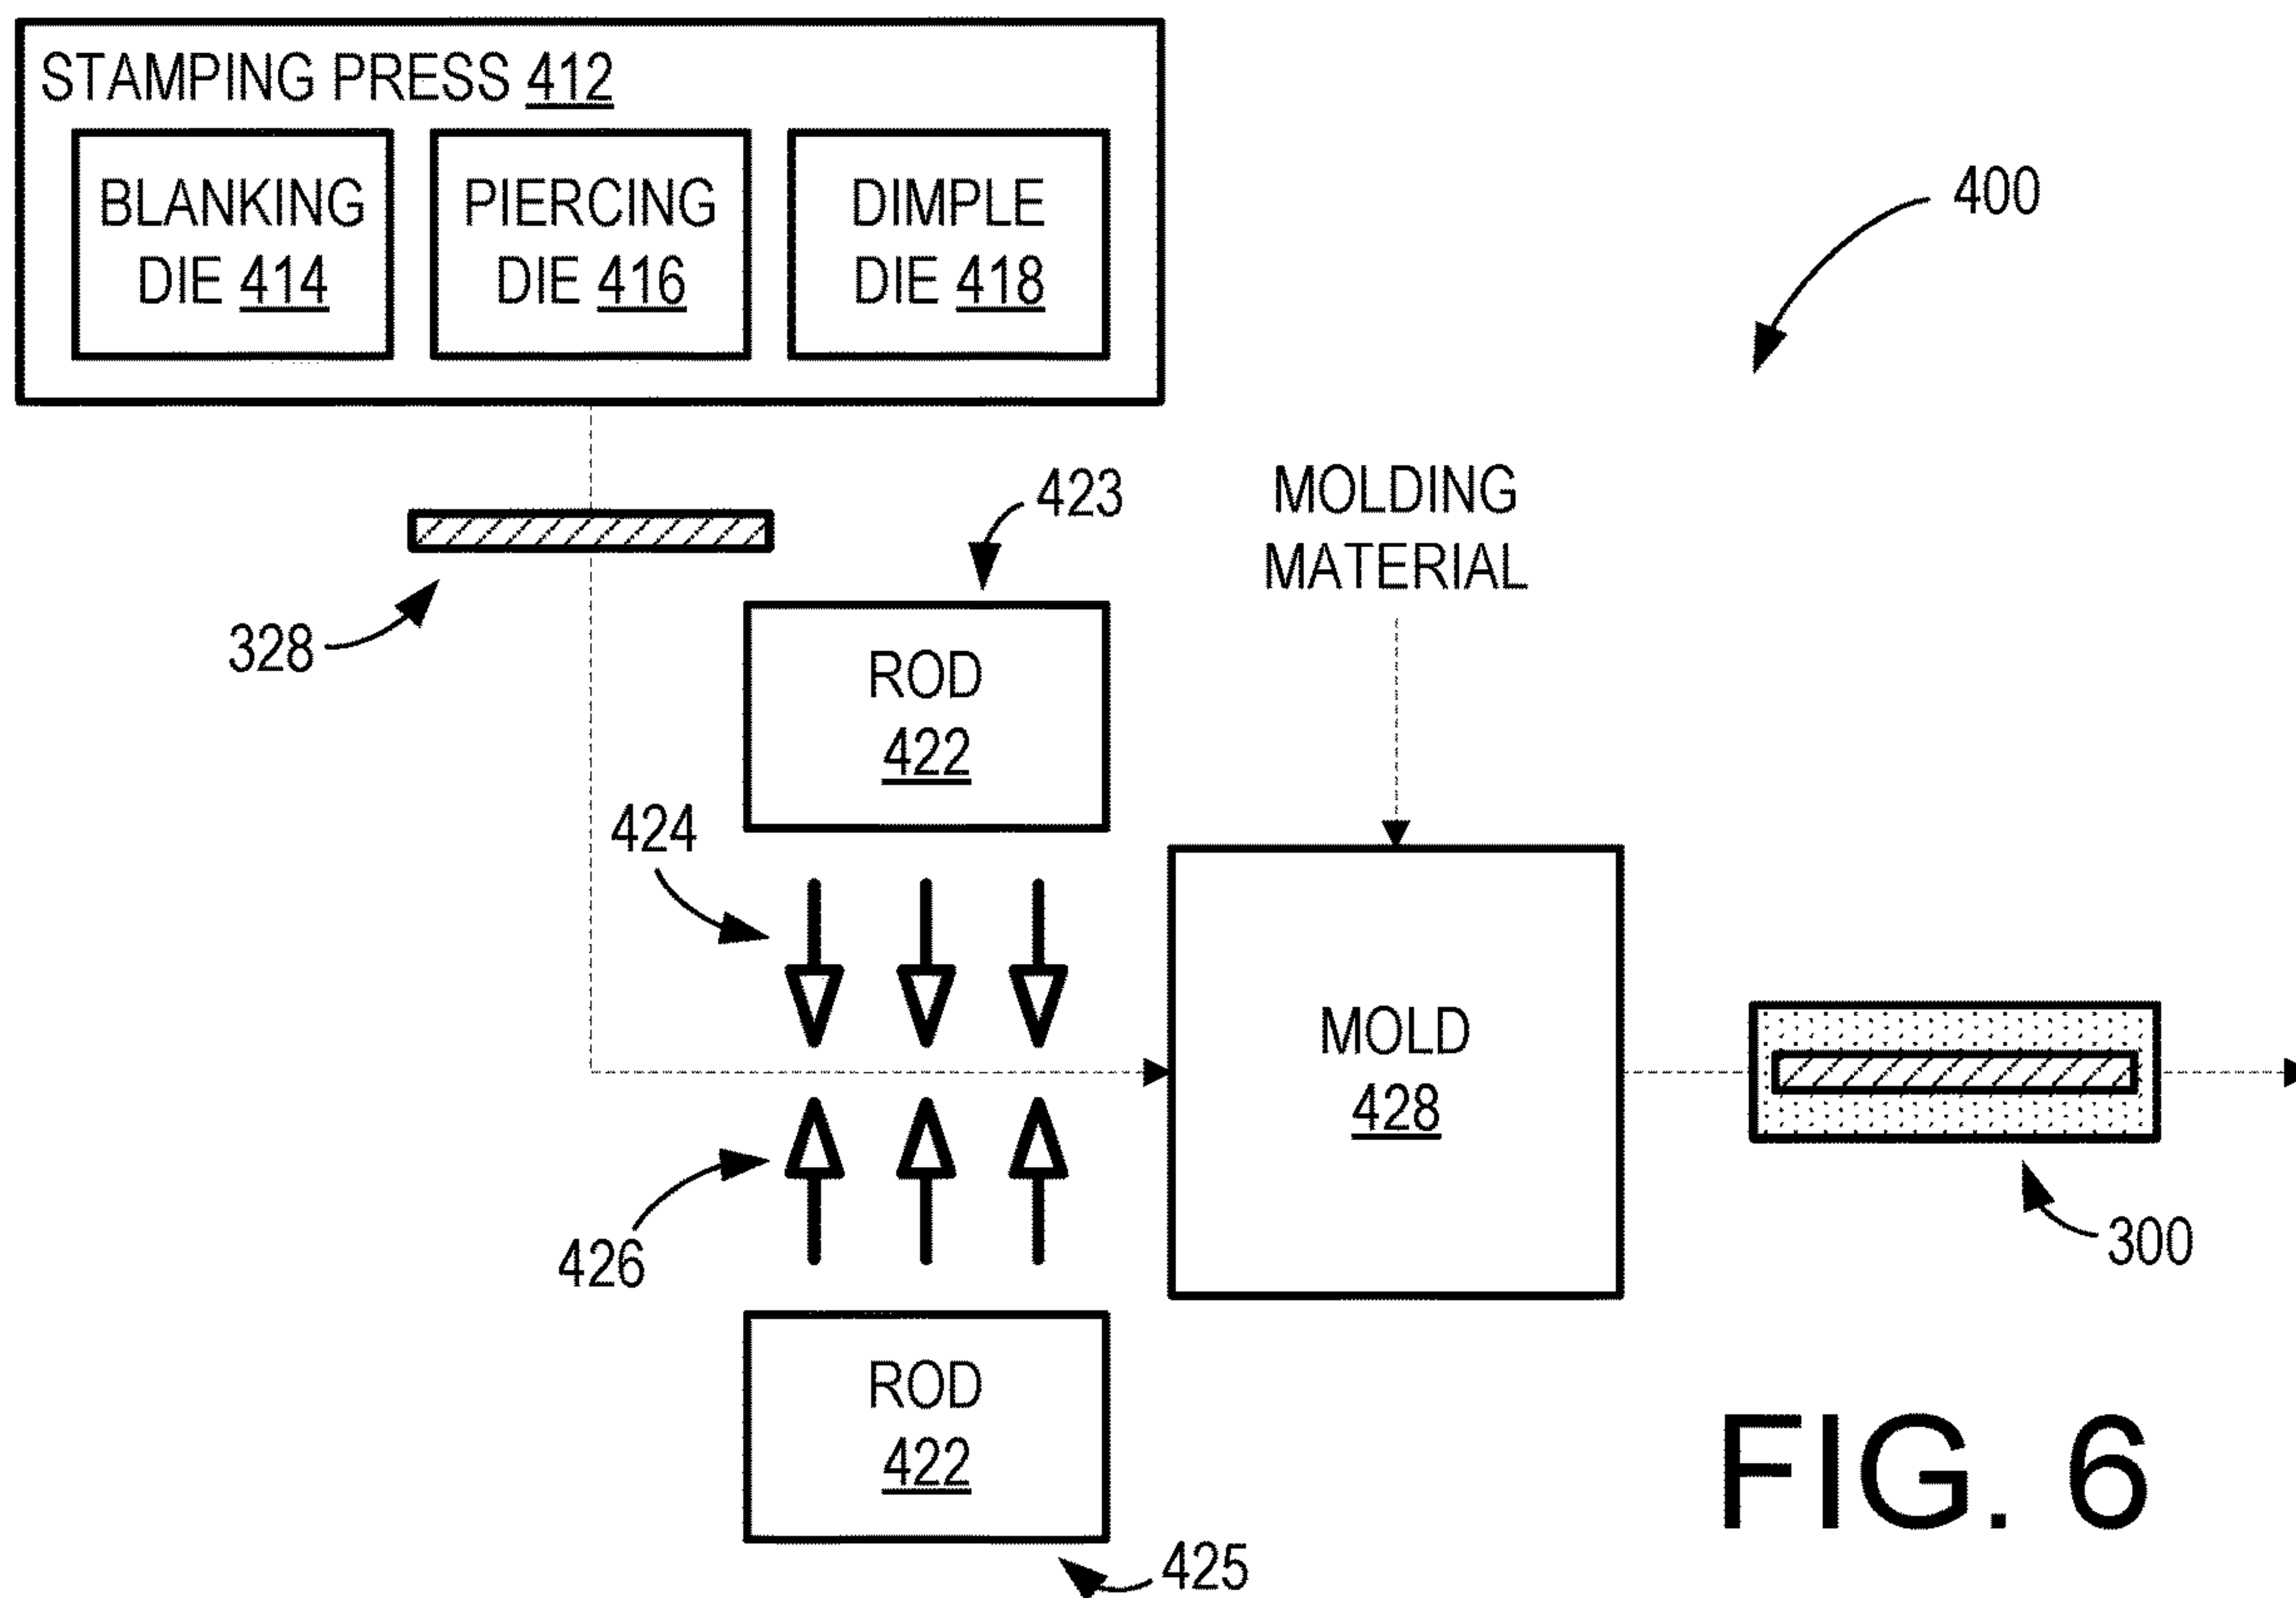 STAMPING PRESS 412
BLANKING
DIE 414
PIERCING
DIE 416
DIMPLE
DIE 418
400
423
MOLDING
MATERIAL
328
ROD
422
424
MOLD
428
426
300
ROD
422
425
FIG. 6